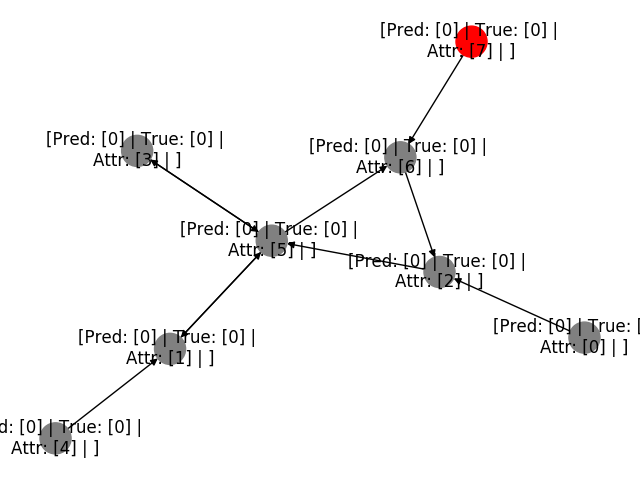 [Pred: [0] | True: [0] |
Attr: [7] | ]
[Pred: [0] | True: [0] |
Attr: [3] | ]
[Pred: [0] | True: [0] |
Attr: [6] | ]
[Pred: [0] | True: [0] |
Attr: [5] | ]
[Pred: [0] | True: [0] |
Attr: [2] | ]
[Pred: [0] | True: [
Attr: [0] | ]
[Pred: [0] | True: [0] |
Attr: [1] | ]
d: [0] | True: [0] |
Attr: [4] | ]